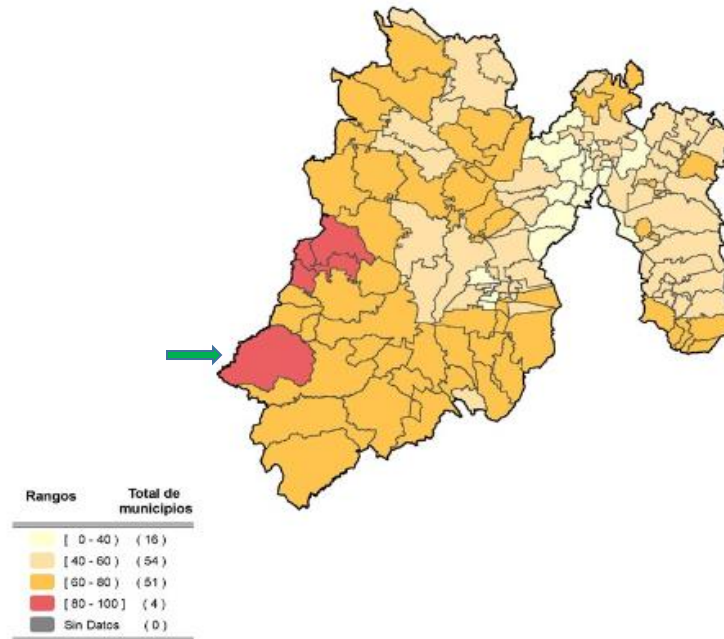 Rangos Total de municipios
[ 0-40 ) ( 16 )
[ 40 - 60 ) ( 54 )
[ 60 - 80 ) ( 51 )
[ 80 - 100 ] ( 4 )
Sin Datos ( 0 )